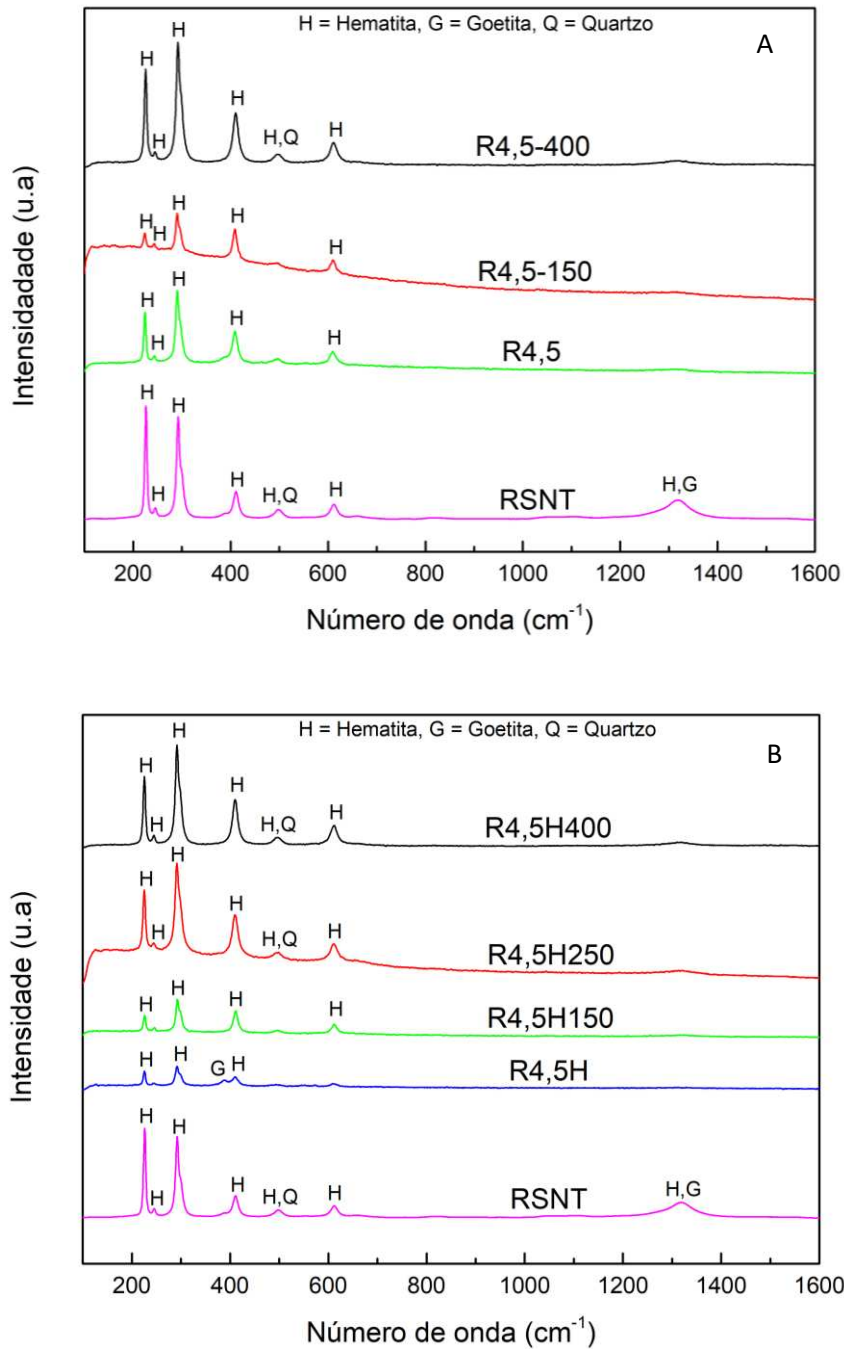 H = Hematita, G = Goetita, Q = Quartzo
A
H
H
H
H
H,Q
H
R4,5-400
H
H
H
H
H
R4,5-150
H
H
H
H
H
R4,5
H
H
H
H
H,Q
H
RSNT
H,G
Intensidadade (u.a)
200 400 600 800 1000 1200 1400 1600
Número de onda (cm-1)
H = Hematita, G = Goetita, Q = Quartzo
B
H
H
H
H
H,Q
H
R4,5H400
H
H
H
H
H,Q
H
R4,5H250
H
H
H
H
R4,5H150
H
H
G
H
R4,5H
H
H
H
H
H,Q
H
RSNT
H,G
Intensidade (u.a)
200 400 600 800 1000 1200 1400 1600
Número de onda (cm-1)